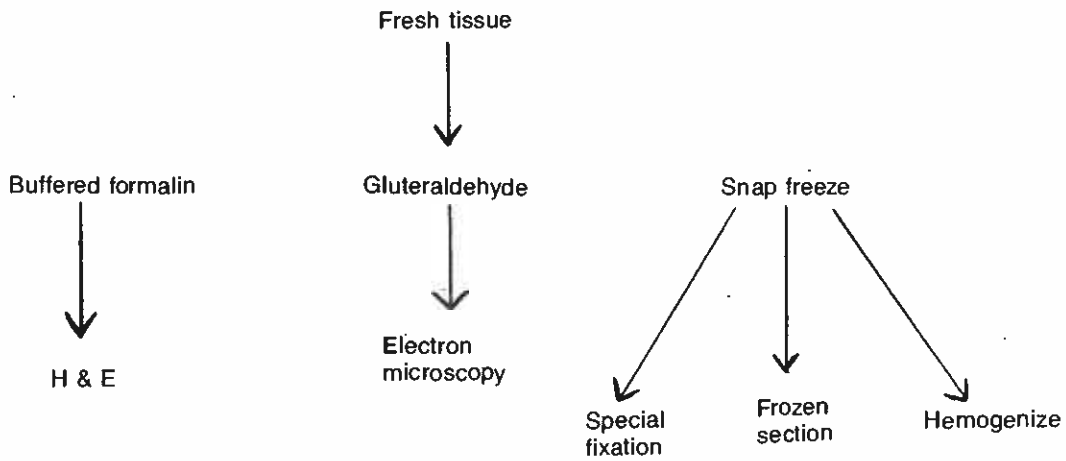 Fresh tissue
Buffered formalin
Gluteraldehyde
Snap freeze
H & E
Electron
microscopy
Special
fixation
Frozen
section
Hemogenize